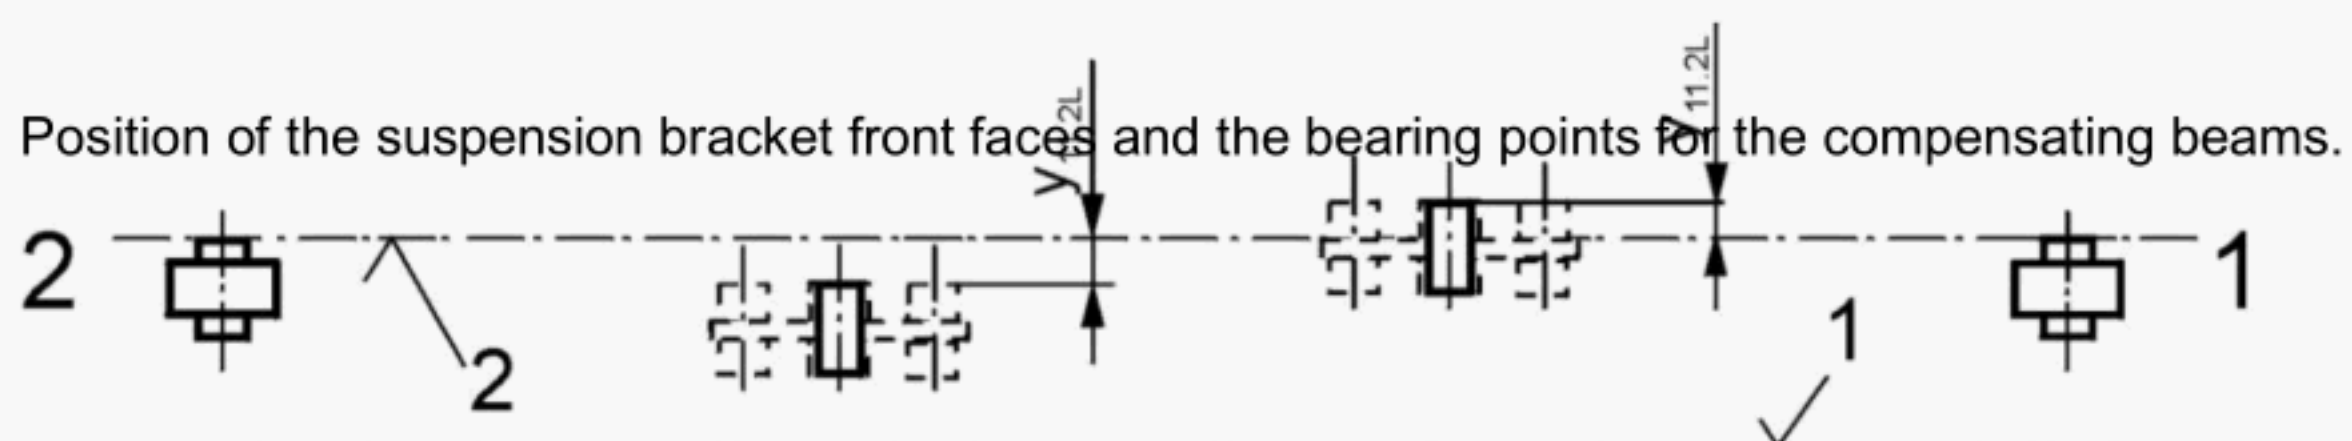 y11.2L
Position of the suspension bracket front faces and the bearing points for the compensating beams.
2
1
1
2